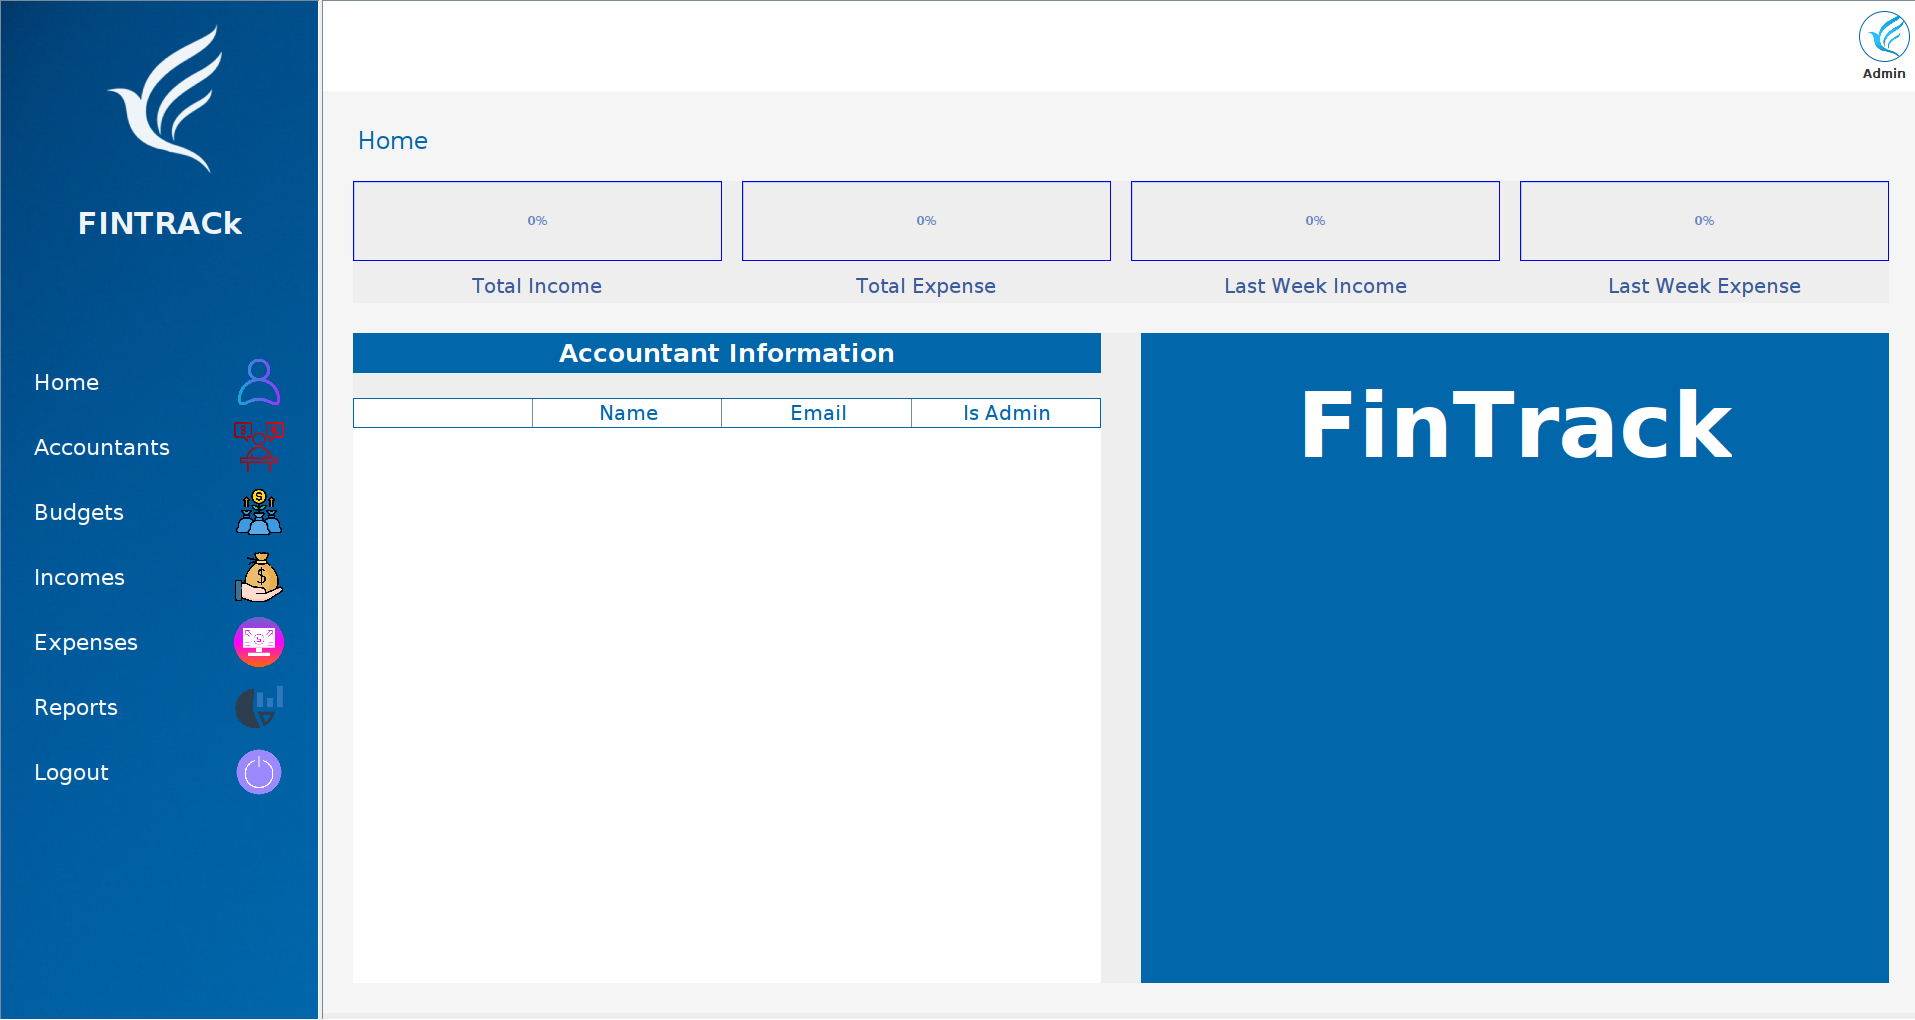 FINTRACk
Home
Accountants
Budgets
Incomes
Expenses
Reports
Logout
Admin
Home
0%
0%
0%
0%
Total Income
Total Expense
Last Week Income
Last Week Expense
Accountant Information
Name
Email
Is Admin
FinTrack